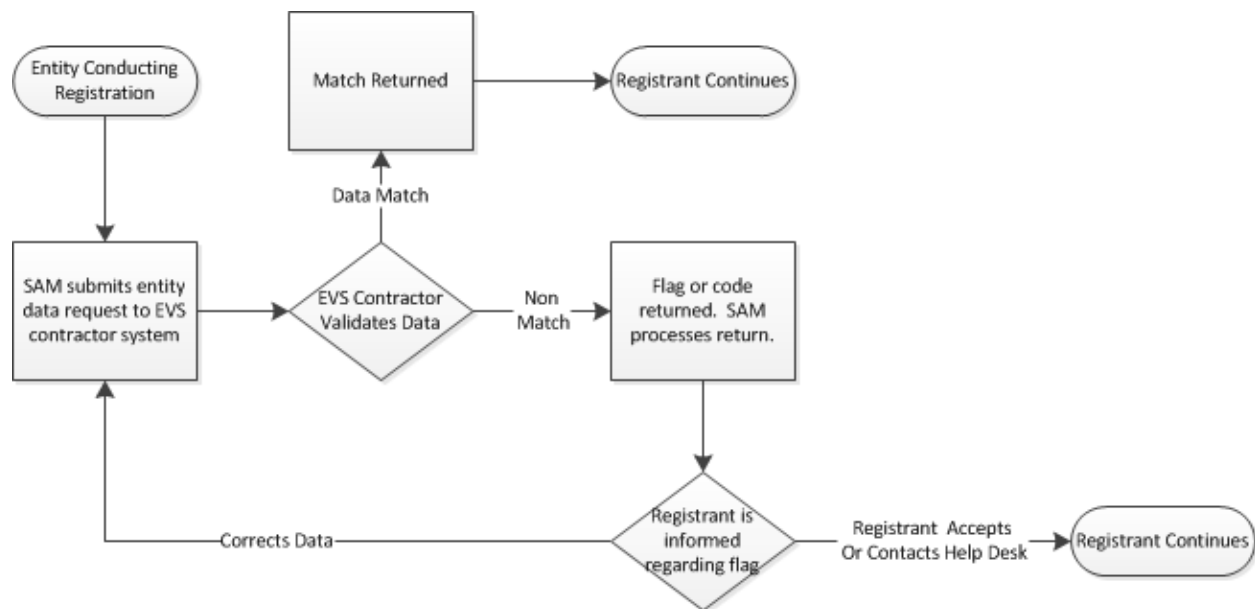 Entity Conducting
Registration
Match Returned
Registrant Continues
Data Match
SAM submits entity
data request to EVS
contractor system
EVS Contractor
Validates Data
Non
Match
Flag or code
returned.  SAM
processes return.
Corrects Data
Registrant is
informed
regarding flag
Registrant  Accepts
Or Contacts Help Desk
Registrant Continues